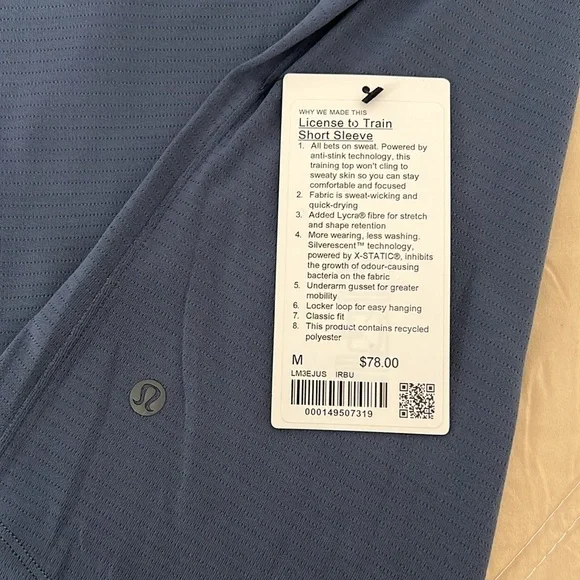 WHY WE MADE THIS
License to Train
Short Sleeve
1. All bets on sweat. Powered by
anti-stink technology, this
training top won't cling to
sweaty skin so you can stay
comfortable and focused
2. Fabric is sweat-wicking and
quick-drying
3. Added Lycra® fibre for stretch
and shape retention
4. More wearing, less washing.
Silverescent™ technology,
powered by X-STATIC®, inhibits
the growth of odour-causing
bacteria on the fabric
5. Underarm gusset for greater
mobility
6. Locker loop for easy hanging
7. Classic fit
8. This product contains recycled
polyester
M $78.00
LM3EJUS IRBU
000149507319